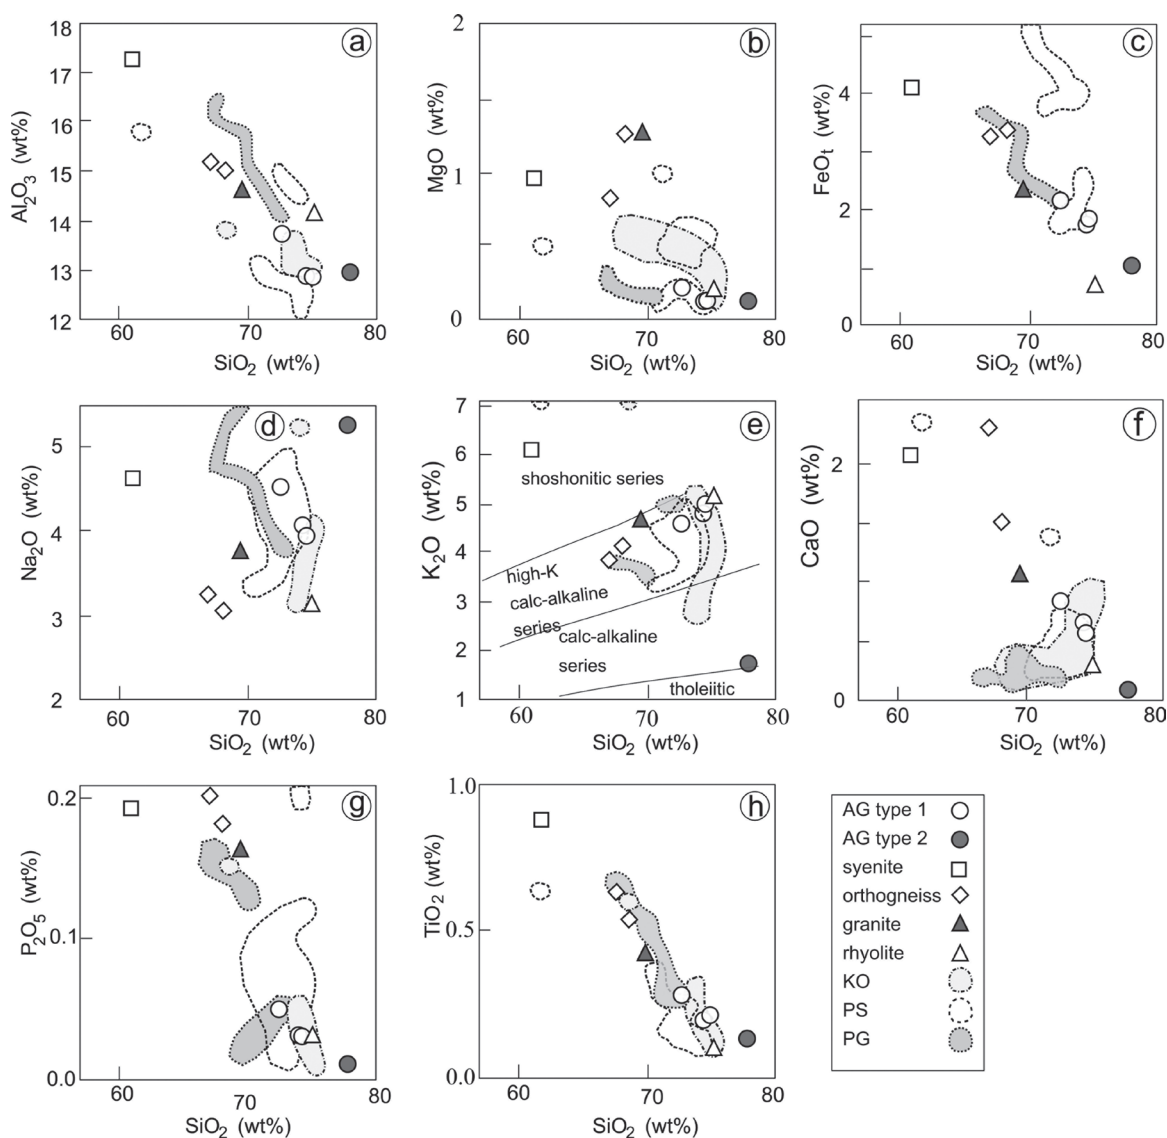 18
17
16
15
14
13
12
Al2O3 (wt%)
60
70
80
SiO2 (wt%)
a
2
1
0
MgO (wt%)
60
70
80
SiO2 (wt%)
b
4
2
0
FeOt (wt%)
60
70
80
SiO2 (wt%)
c
5
4
3
2
Na2O (wt%)
60
70
80
SiO2 (wt%)
d
7
6
5
4
3
2
1
K2O (wt%)
shoshonitic series
high-K
calc-alkaline
series
calc-alkaline
series
tholeiitic
60
70
80
SiO2 (wt%)
e
2
0
CaO (wt%)
60
70
80
SiO2 (wt%)
f
0.2
0.1
0.0
P2O5 (wt%)
60
70
80
SiO2 (wt%)
g
1.0
0.5
0.0
TiO2 (wt%)
60
70
80
SiO2 (wt%)
h
AG type 1
AG type 2
syenite
orthogneiss
granite
rhyolite
KO
PS
PG